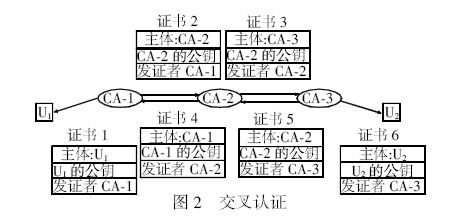 证书 2
主体:CA-2
CA-2 的公钥
发证者 CA-1
证书 3
主体:CA-3
CA-3 的公钥
发证者 CA-2
CA-1
CA-2
CA-3
U₁
U₂
证书 1
主体:U₁
U₁的公钥
发证者 CA-1
证书 4
主体:CA-1
CA-1 的公钥
发证者 CA-2
证书 5
主体:CA-2
CA-2 的公钥
发证者 CA-3
证书 6
主体:U₂
U₂的公钥
发证者 CA-3
图 2 交叉认证